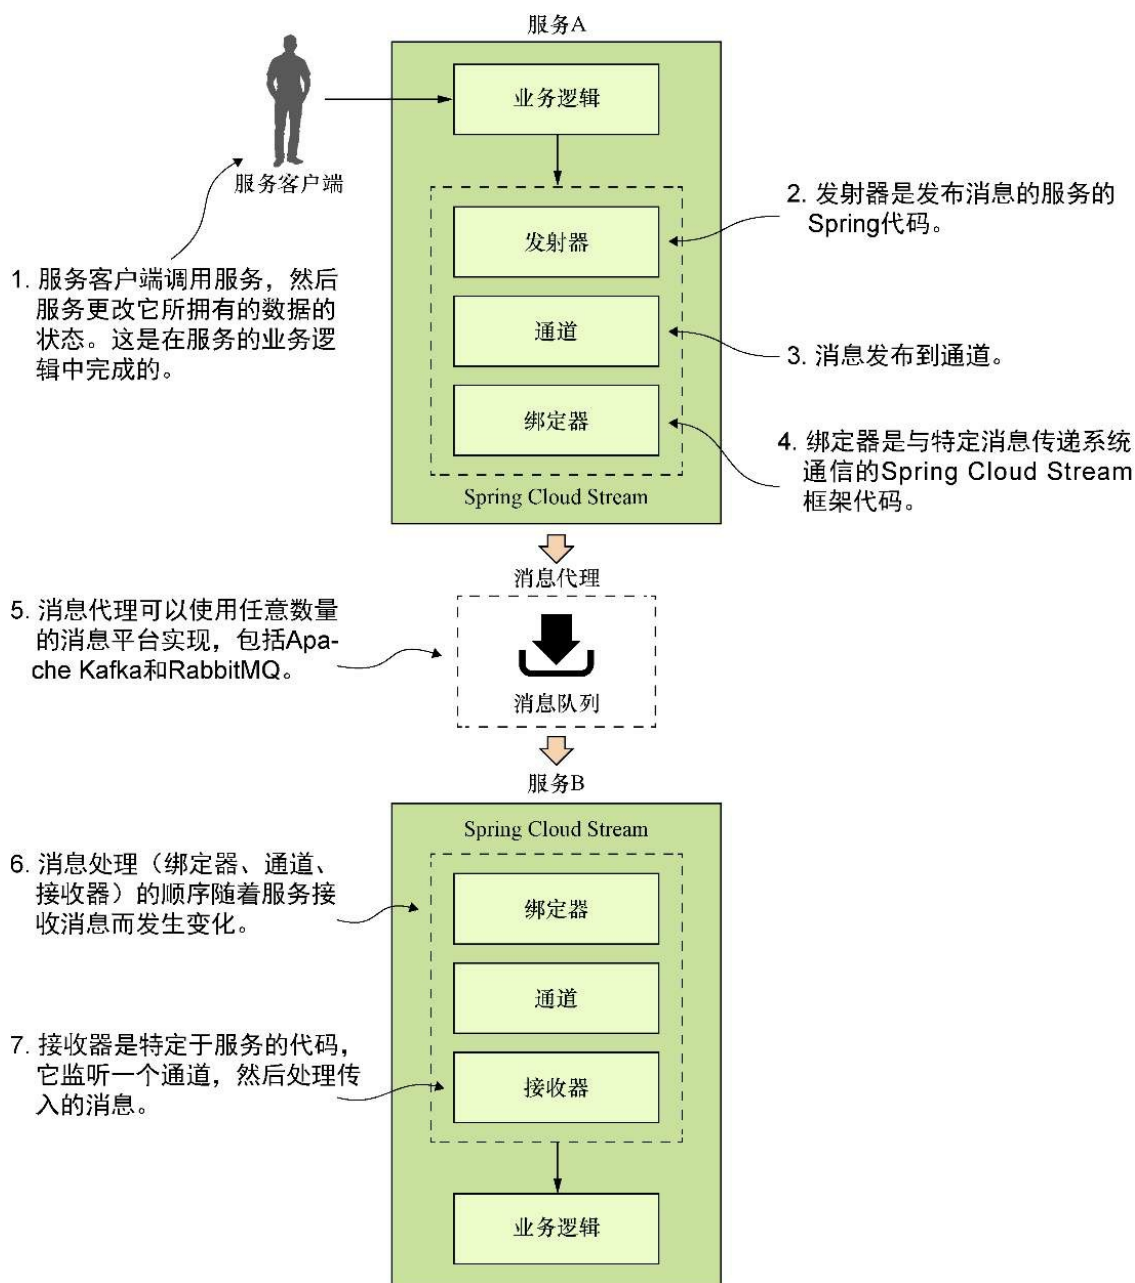 服务A
业务逻辑
服务客户端
1. 服务客户端调用服务，然后
服务更改它所拥有的数据的
状态。这是在服务的业务逻
辑中完成的。
发射器
2. 发射器是发布消息的服务的
Spring代码。
通道
3. 消息发布到通道。
绑定器
4. 绑定器是与特定消息传递系统
通信的Spring Cloud Stream
框架代码。
Spring Cloud Stream
消息代理
5. 消息代理可以使用任意数量
的消息平台实现，包括Apa-
che Kafka和RabbitMQ。
消息队列
服务B
Spring Cloud Stream
6. 消息处理（绑定器、通道、
接收器）的顺序随着服务接
收消息而发生变化。
绑定器
通道
7. 接收器是特定于服务的代码，
它监听一个通道，然后处理传
入的消息。
接收器
业务逻辑